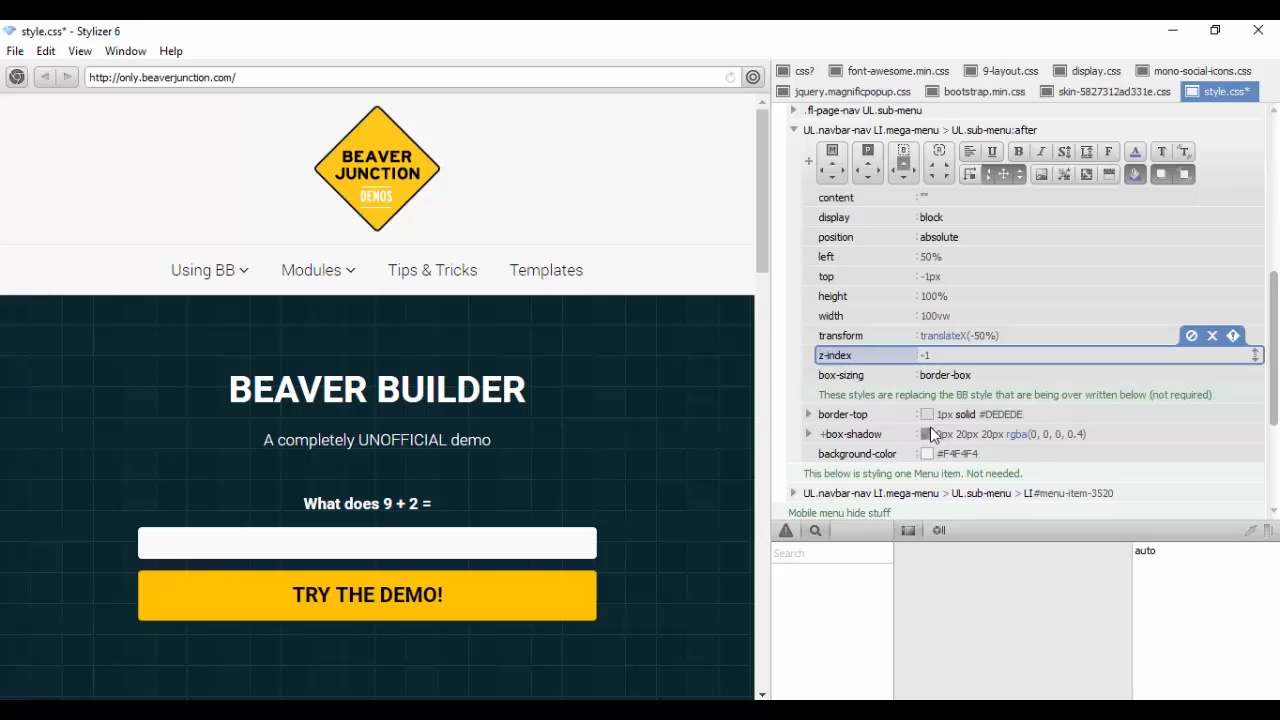 style.css* - Stylizer 6
File Edit View Window Help
http://only.beaverjunction.com/
css? font-awesome.min.css 9-layout.css display.css mono-social-icons.css
jquery.magnificpopup.css bootstrap.min.css skin-5827312ad331e.css style.css*
BEAVER
JUNCTION
DEMOS
Using BB Modules Tips & Tricks Templates
BEAVER BUILDER
A completely UNOFFICIAL demo
What does 9 + 2 =
TRY THE DEMO!
.fl-page-nav UL.sub-menu
UL.navbar-nav LI.mega-menu > UL.sub-menu:after
content : ""
display : block
position : absolute
left : 50%
top : -1px
height : 100%
width : 100vw
transform : translateX(-50%)
z-index : -1
box-sizing : border-box
These styles are replacing the BB style that are being over written below (not required)
border-top : 1px solid #DEDEDE
+box-shadow : 0px 20px 20px rgba(0, 0, 0, 0.4)
background-color : #F4F4F4
This below is styling one Menu item. Not needed.
UL.navbar-nav LI.mega-menu > UL.sub-menu > LI#menu-item-3520
Mobile menu hide stuff
Search
auto